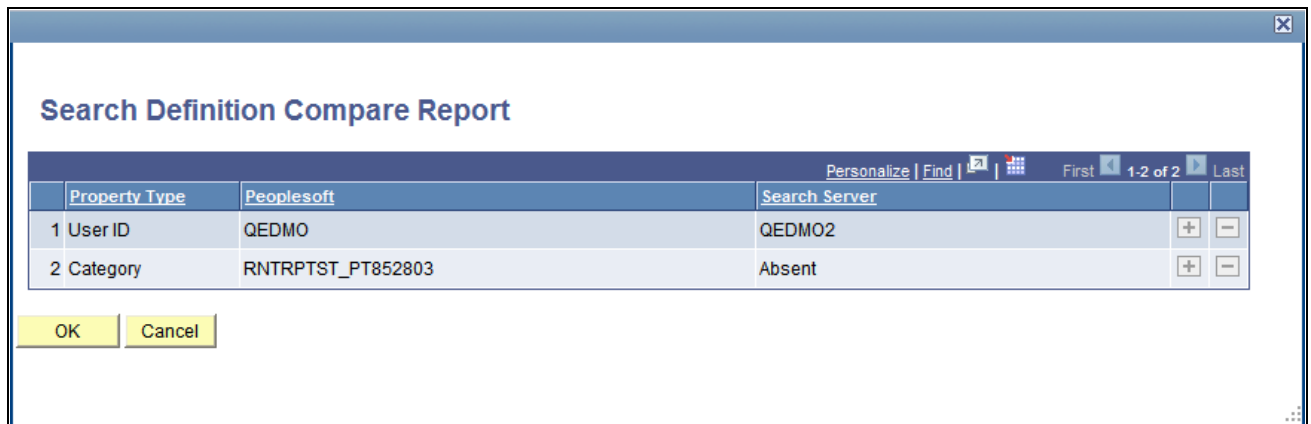 Search Definition Compare Report
Personalize | Find | | First 1-2 of 2 Last
Property Type Peoplesoft Search Server
1 User ID QEDMO QEDMO2
2 Category RNTRPTST_PT852803 Absent
OK Cancel